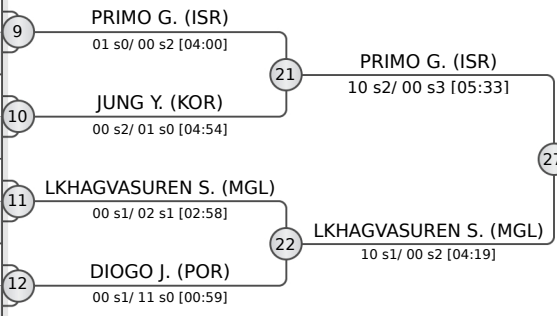 9
PRIMO G. (ISR)
01 s0/ 00 s2 [04:00]
10
JUNG Y. (KOR)
00 s2/ 01 s0 [04:54]
21
PRIMO G. (ISR)
10 s2/ 00 s3 [05:33]
11
LKHAGVASUREN S. (MGL)
00 s1/ 02 s1 [02:58]
12
DIOGO J. (POR)
00 s1/ 11 s0 [00:59]
22
LKHAGVASUREN S. (MGL)
10 s1/ 00 s2 [04:19]
27